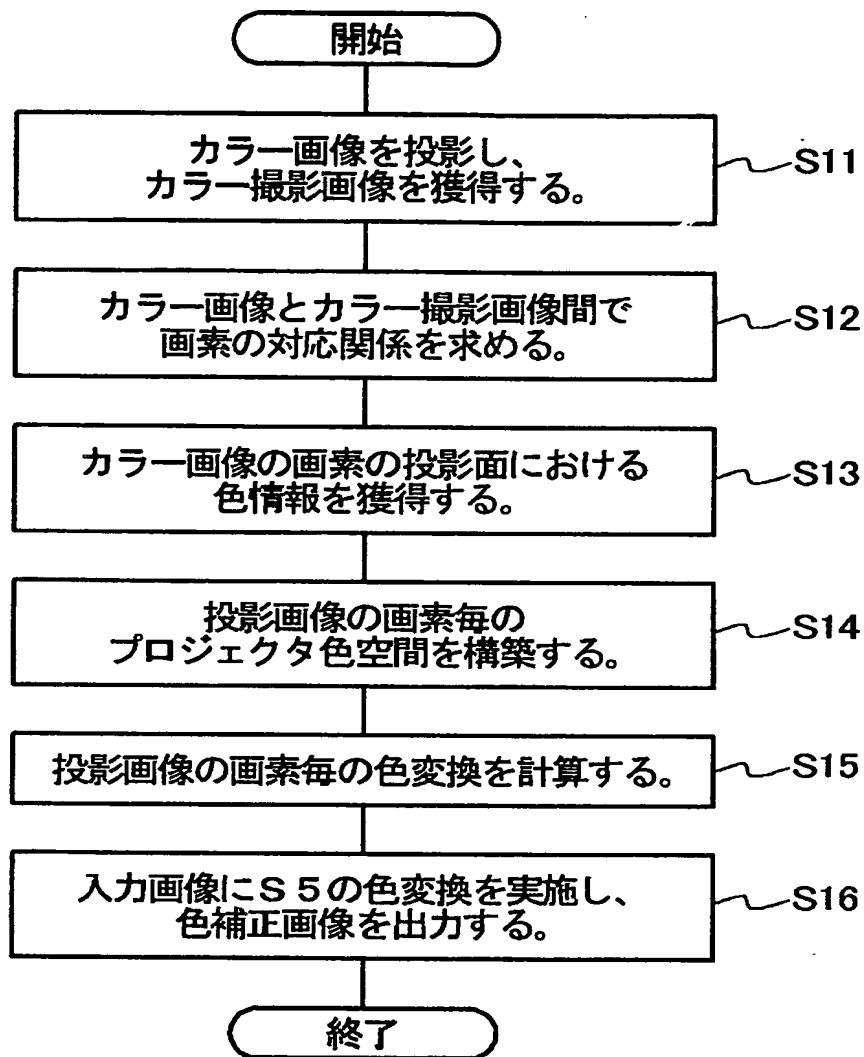 開始
カラー画像を投影し、
カラー撮影画像を獲得する。
S11
カラー画像とカラー撮影画像間で
画素の対応関係を求める。
S12
カラー画像の画素の投影面における
色情報を獲得する。
S13
投影画像の画素毎の
プロジェクタ色空間を構築する。
S14
投影画像の画素毎の色変換を計算する。
S15
入力画像にS５の色変換を実施し、
色補正画像を出力する。
S16
終了